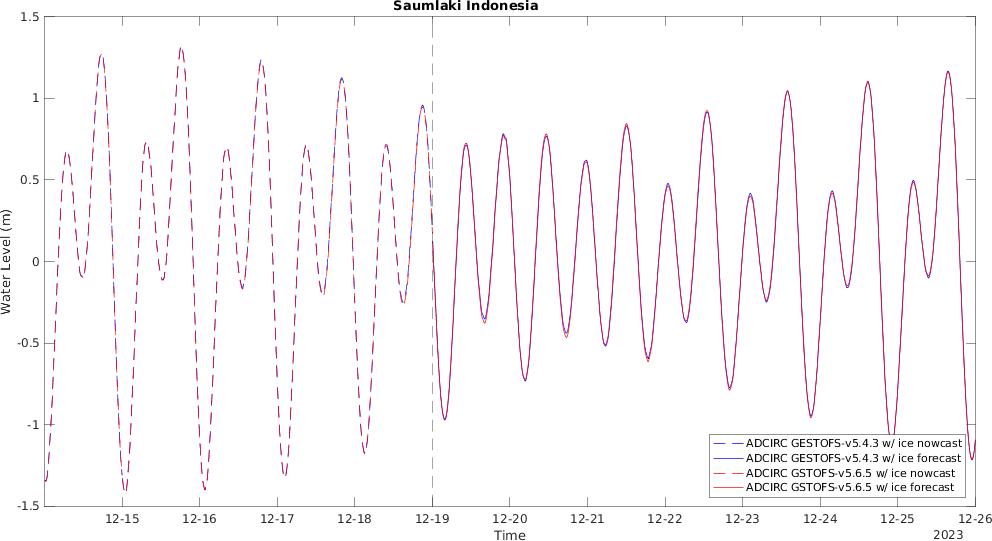 Saumlaki Indonesia
1.5
1
0.5
0
-0.5
-1
-1.5
Water Level (m)
ADCIRC GESTOFS-v5.4.3 w/ ice nowcast
ADCIRC GESTOFS-v5.4.3 w/ ice forecast
ADCIRC GSTOFS-v5.6.5 w/ ice nowcast
ADCIRC GSTOFS-v5.6.5 w/ ice forecast
12-15 12-16 12-17 12-18 12-19 12-20 12-21 12-22 12-23 12-24 12-25 12-26
Time
2023